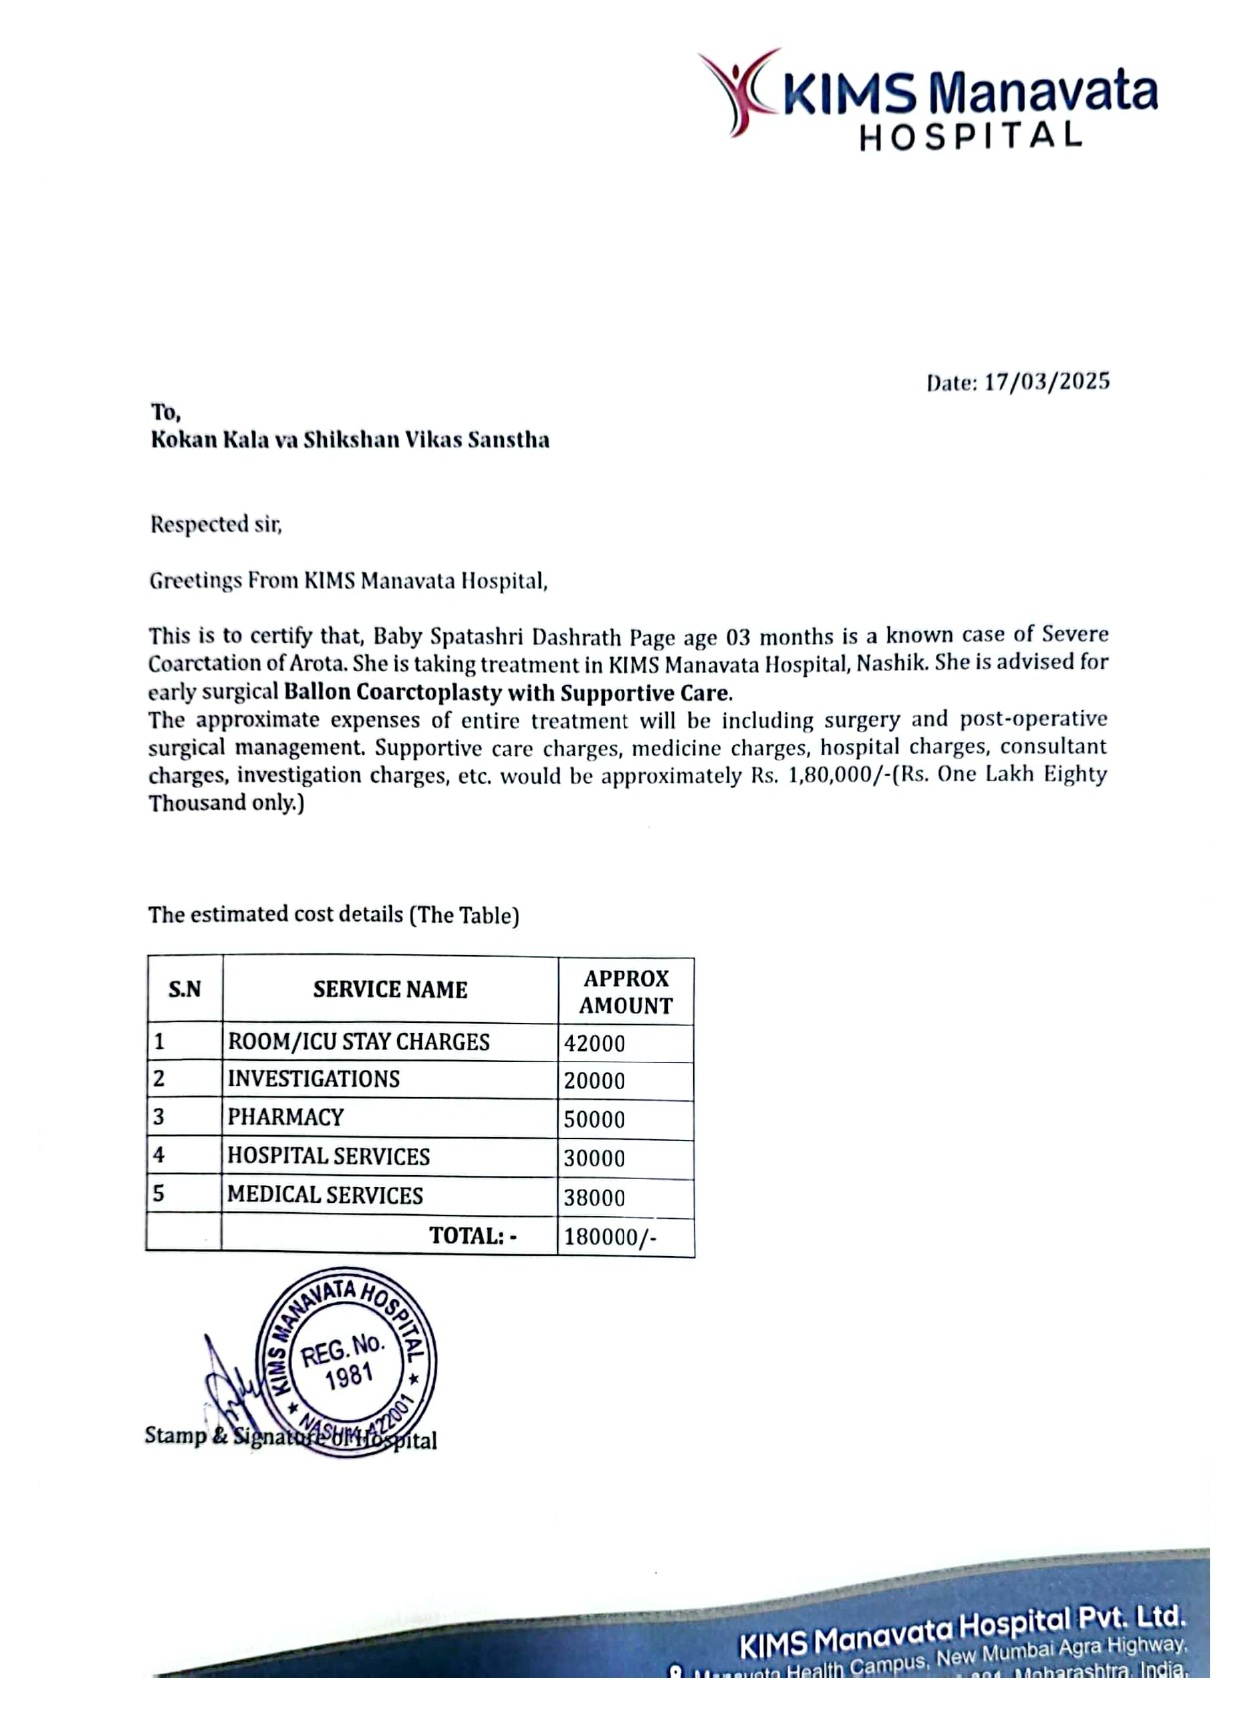 KIMS Manavata
HOSPITAL
Date: 17/03/2025
To,
Kokan Kala va Shikshan Vikas Sanstha
Respected sir,
Greetings From KIMS Manavata Hospital,
This is to certify that, Baby Spatashri Dashrath Page age 03 months is a known case of Severe
Coarctation of Arota. She is taking treatment in KIMS Manavata Hospital, Nashik. She is advised for
early surgical Ballon Coarctoplasty with Supportive Care.
The approximate expenses of entire treatment will be including surgery and post-operative
surgical management. Supportive care charges, medicine charges, hospital charges, consultant
charges, investigation charges, etc. would be approximately Rs. 1,80,000/-(Rs. One Lakh Eighty
Thousand only.)
The estimated cost details (The Table)
S.N SERVICE NAME APPROX AMOUNT
1 ROOM/ICU STAY CHARGES 42000
2 INVESTIGATIONS 20000
3 PHARMACY 50000
4 HOSPITAL SERVICES 30000
5 MEDICAL SERVICES 38000
TOTAL: - 180000/-
KIMS MANAVATA HOSPITAL
REG. No.
1981
NASHIK-422001
Stamp & Signature of Hospital
KIMS Manavata Hospital Pvt. Ltd.
Health Campus, New Mumbai Agra Highway,
Maharashtra, India.